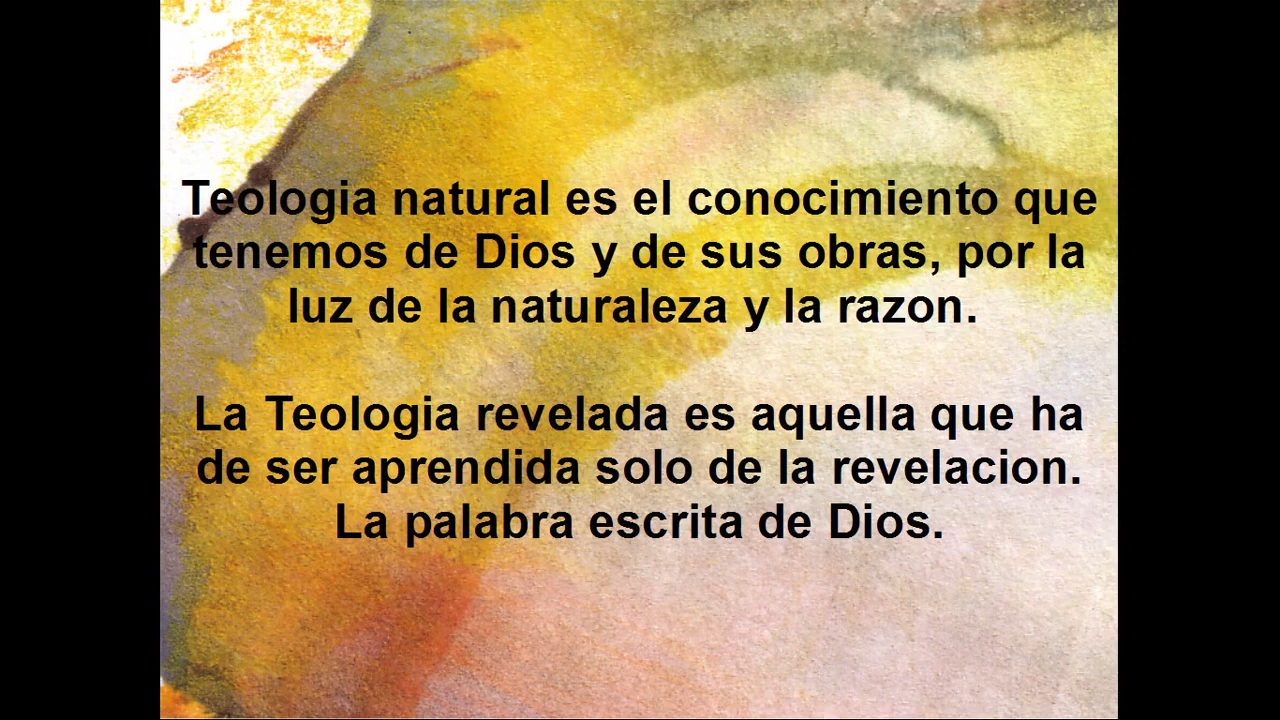 Teologia natural es el conocimiento que
tenemos de Dios y de sus obras, por la
luz de la naturaleza y la razon.
La Teologia revelada es aquella que ha
de ser aprendida solo de la revelacion.
La palabra escrita de Dios.